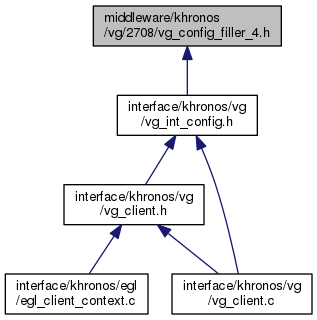 middleware/khronos
/vg/2708/vg_config_filler_4.h
interface/khronos/vg
/vg_int_config.h
interface/khronos/vg
/vg_client.h
interface/khronos/egl
/egl_client_context.c
interface/khronos/vg
/vg_client.c